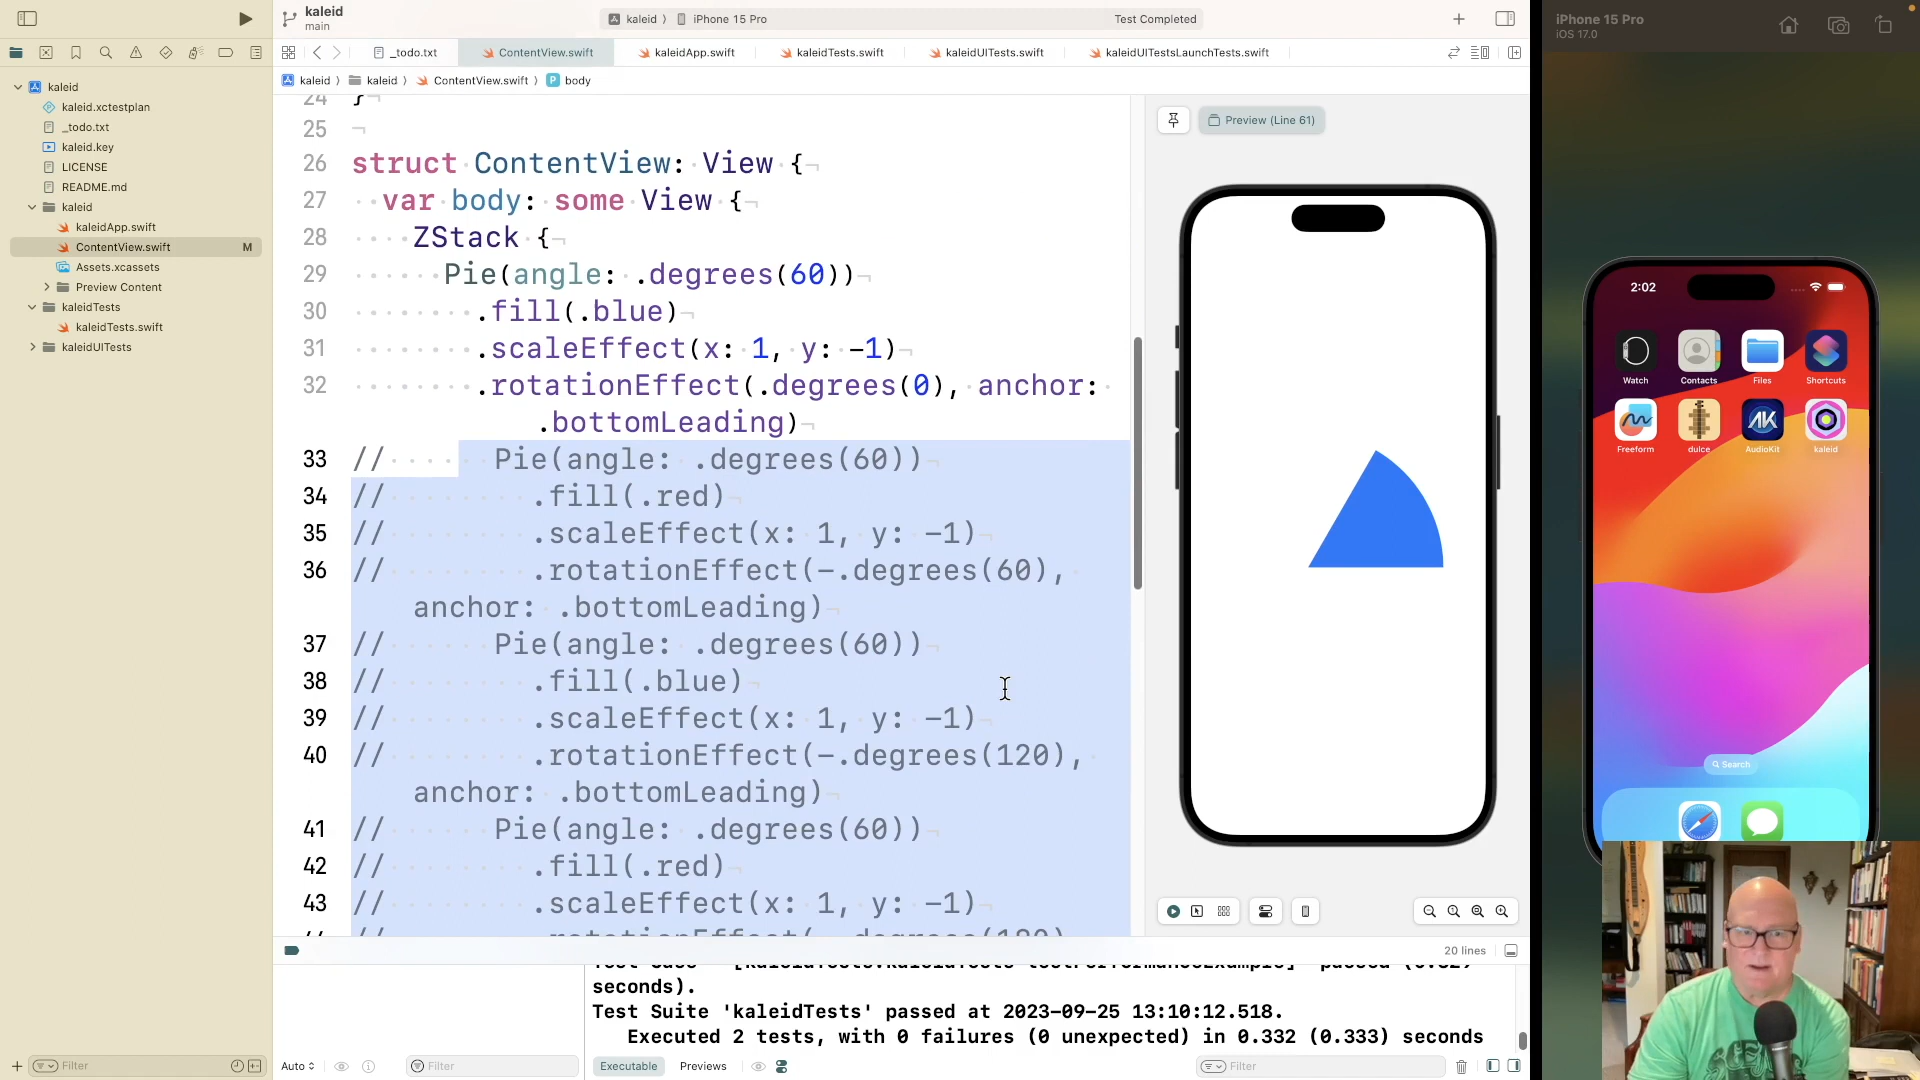 kaleid
main
kaleid
iPhone 15 Pro
Test Completed
iPhone 15 Pro
iOS 17.0
_todo.txt
ContentView.swift
kaleidApp.swift
kaleidTests.swift
kaleidUITests.swift
kaleidUITestsLaunchTests.swift
kaleid
kaleid
ContentView.swift
P
body
kaleid
kaleid.xctestplan
_todo.txt
kaleid.key
LICENSE
README.md
kaleid
kaleidApp.swift
ContentView.swift M
Assets.xcassets
Preview Content
kaleidTests
kaleidTests.swift
kaleidUITests
24 }
25
26 struct ContentView: View {
27 var body: some View {
28 ZStack {
29 Pie(angle: .degrees(60))
30 .fill(.blue)
31 .scaleEffect(x: 1, y: -1)
32 .rotationEffect(.degrees(0), anchor:
.bottomLeading)
33 // Pie(angle: .degrees(60))
34 // .fill(.red)
35 // .scaleEffect(x: 1, y: -1)
36 // .rotationEffect(-.degrees(60),
anchor: .bottomLeading)
37 // Pie(angle: .degrees(60))
38 // .fill(.blue)
39 // .scaleEffect(x: 1, y: -1)
40 // .rotationEffect(-.degrees(120),
anchor: .bottomLeading)
41 // Pie(angle: .degrees(60))
42 // .fill(.red)
43 // .scaleEffect(x: 1, y: -1)
44 // .rotationEffect(-.degrees(180),
Preview (Line 61)
2:02
Watch
Contacts
Files
Shortcuts
AK
Freeform
dulce
AudioKit
kaleid
Search
20 lines
seconds).
Test Suite 'kaleidTests' passed at 2023-09-25 13:10:12.518.
Executed 2 tests, with 0 failures (0 unexpected) in 0.332 (0.333) seconds
Filter
Auto
Filter
Executable
Previews
Filter